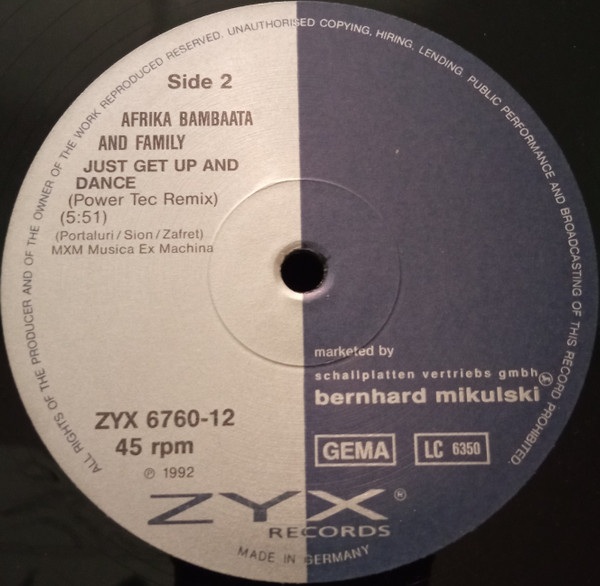 ALL RIGHTS OF THE PRODUCER AND OF THE OWNER OF THE WORK REPRODUCED RESERVED. UNAUTHORISED COPYING, HIRING, LENDING, PUBLIC PERFORMANCE AND BROADCASTING OF THIS RECORD PROHIBITED.
Side 2
AFRIKA BAMBAATA
AND FAMILY
JUST GET UP AND
DANCE
(Power Tec Remix)
(5:51)
(Portaluri/Sion/Zafret)
MXM Musica Ex Machina
marketed by
schallplatten vertriebs gmbh
bernhard mikulski
ZYX 6760-12
45 rpm
GEMA
LC 6350
℗ 1992
ZYX®
RECORDS
MADE IN GERMANY